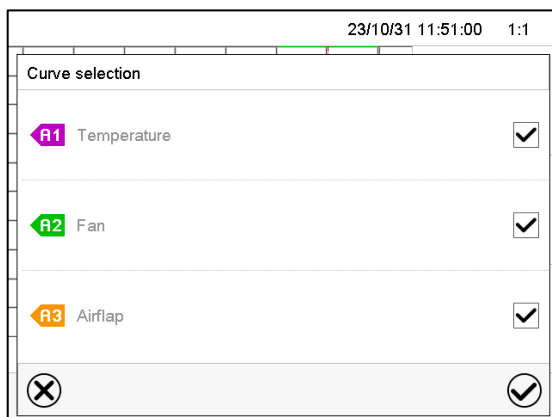 23/10/31 11:51:00 1:1
Curve selection
A1 Temperature
A2 Fan
A3 Airflap